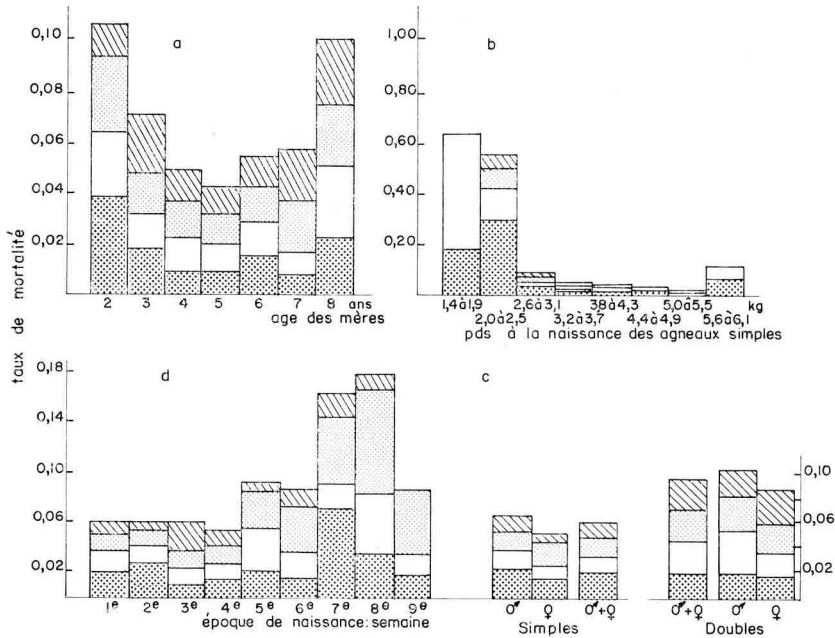 taux de mortalité
0,10
0,08
0,06
0,04
0,02
a
2 3 4 5 6 7 8 ans
age des mères
1,00
0,80
0,60
0,40
0,20
b
1,4à1,9 2,6à3,1 38à4,3 5,0à5,5 kg
2,0à2,5 3,2à3,7 4,4à4,9 5,6à6,1
pds à la naissance des agneaux simples
0,18
0,14
0,10
0,06
0,02
d
1e 2e 3e 4e 5e 6e 7e 8e 9e
époque de naissance: semaine
c
♂ ♀ ♂+♀
Simples
♂+♀ ♂ ♀
Doubles
0,10
0,06
0,02